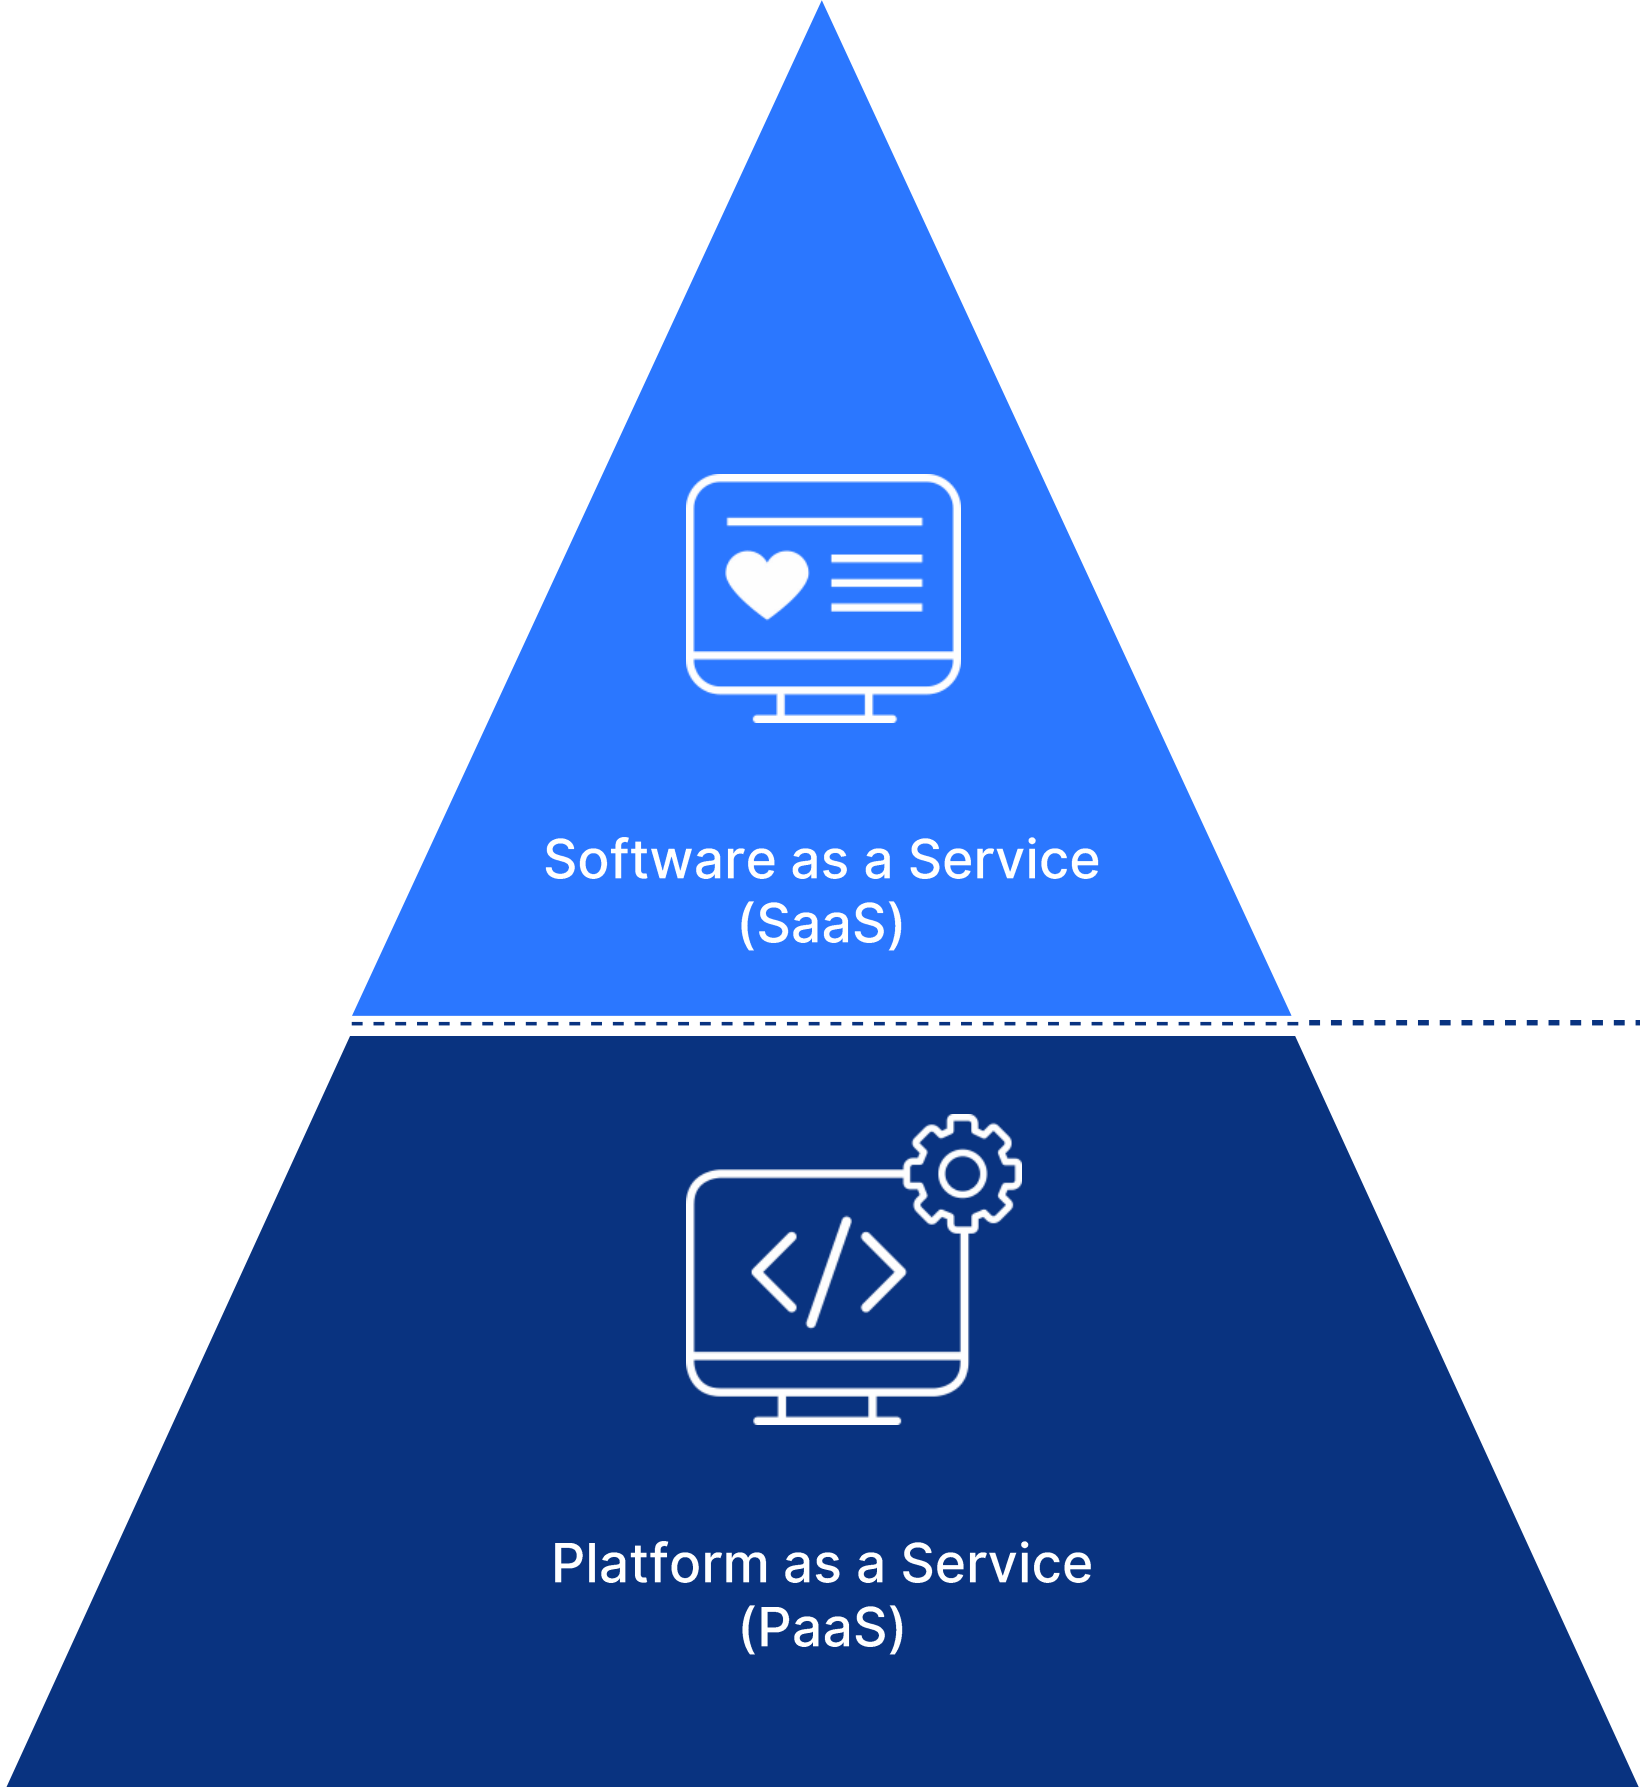 Software as a Service
(SaaS)
Platform as a Service
(PaaS)